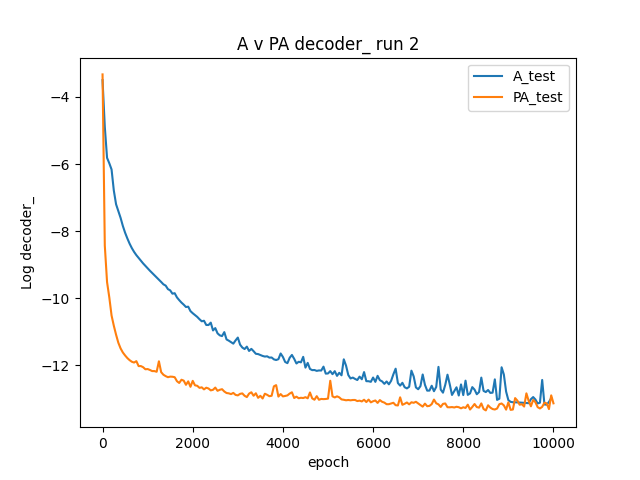 A v PA decoder_ run 2
A_test
PA_test
Log decoder_
−4
−6
−8
−10
−12
0
2000
4000
6000
8000
10000
epoch